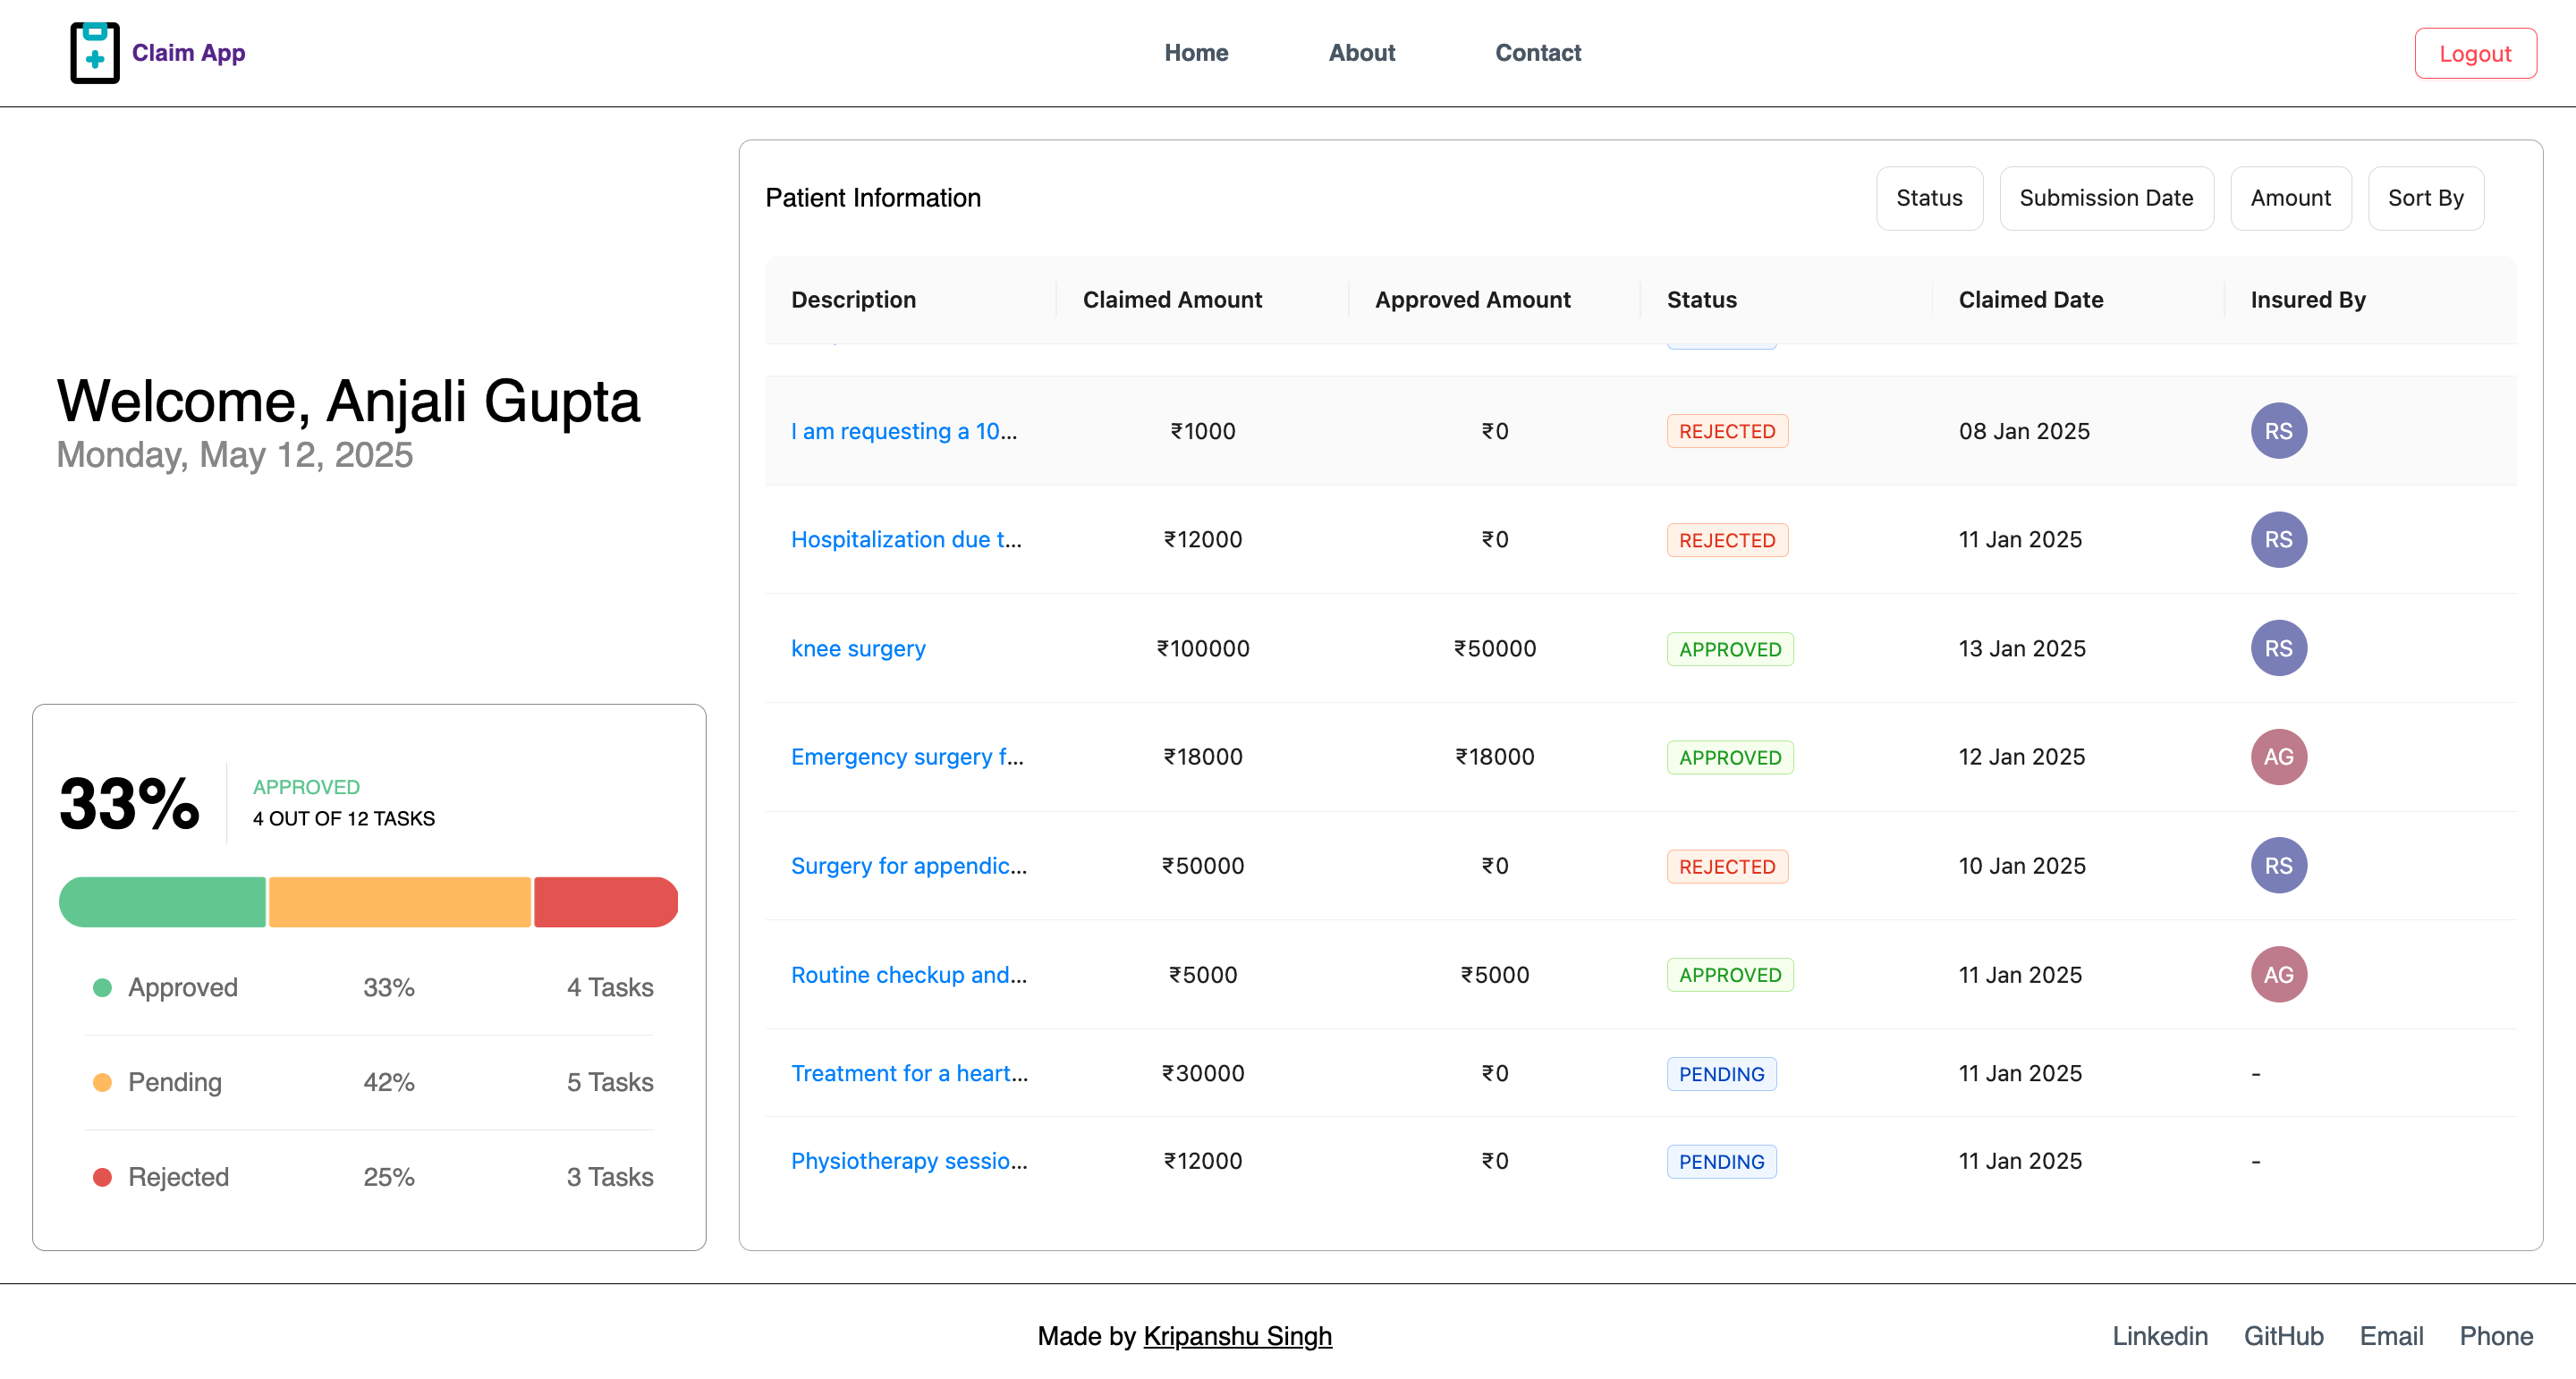 Claim App
Home About Contact
Logout
Welcome, Anjali Gupta
Monday, May 12, 2025
33%
APPROVED
4 OUT OF 12 TASKS
Approved 33% 4 Tasks
Pending 42% 5 Tasks
Rejected 25% 3 Tasks
Patient Information
Status Submission Date Amount Sort By
Description Claimed Amount Approved Amount Status Claimed Date Insured By
I am requesting a 10... ₹1000 ₹0 REJECTED 08 Jan 2025 RS
Hospitalization due t... ₹12000 ₹0 REJECTED 11 Jan 2025 RS
knee surgery ₹100000 ₹50000 APPROVED 13 Jan 2025 RS
Emergency surgery f... ₹18000 ₹18000 APPROVED 12 Jan 2025 AG
Surgery for appendic... ₹50000 ₹0 REJECTED 10 Jan 2025 RS
Routine checkup and... ₹5000 ₹5000 APPROVED 11 Jan 2025 AG
Treatment for a heart... ₹30000 ₹0 PENDING 11 Jan 2025 -
Physiotherapy sessio... ₹12000 ₹0 PENDING 11 Jan 2025 -
Made by Kripanshu Singh
Linkedin GitHub Email Phone